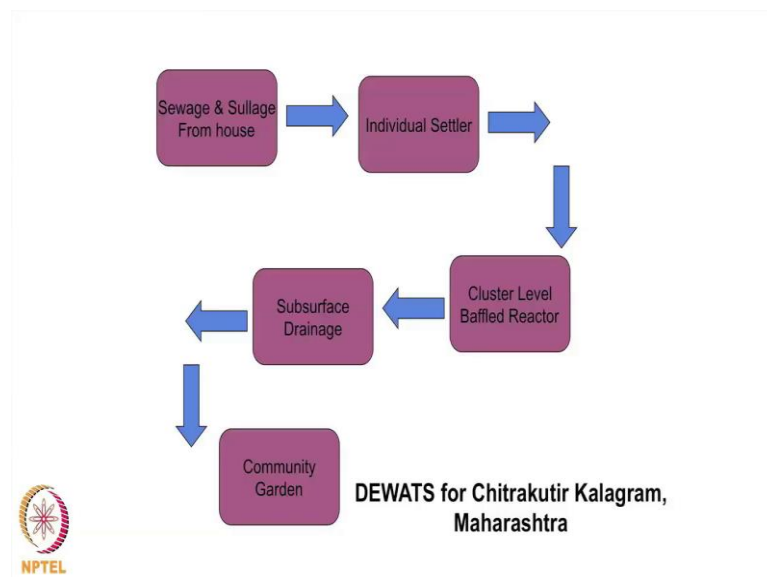 Sewage & Sullage
From house
Individual Settler
Cluster Level
Baffled Reactor
Subsurface
Drainage
Community
Garden
DEWATS for Chitrakutir Kalagram,
Maharashtra
NPTEL